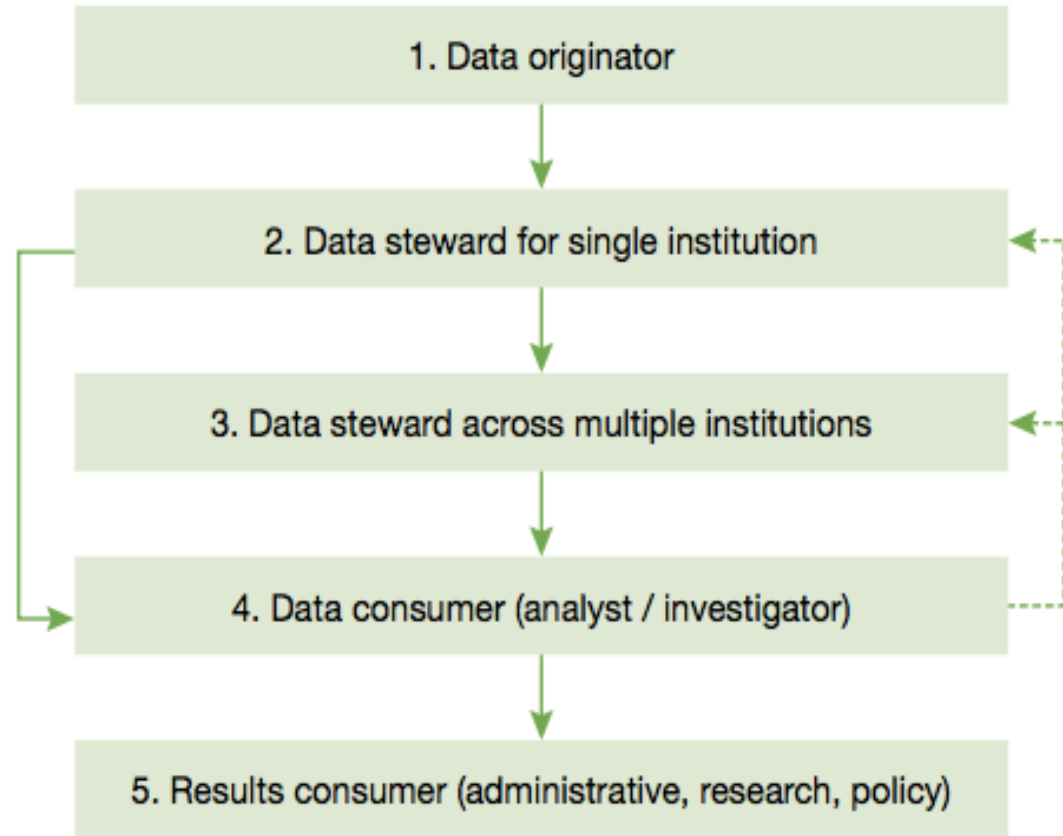 1. Data originator
2. Data steward for single institution
3. Data steward across multiple institutions
4. Data consumer (analyst / investigator)
5. Results consumer (administrative, research, policy)